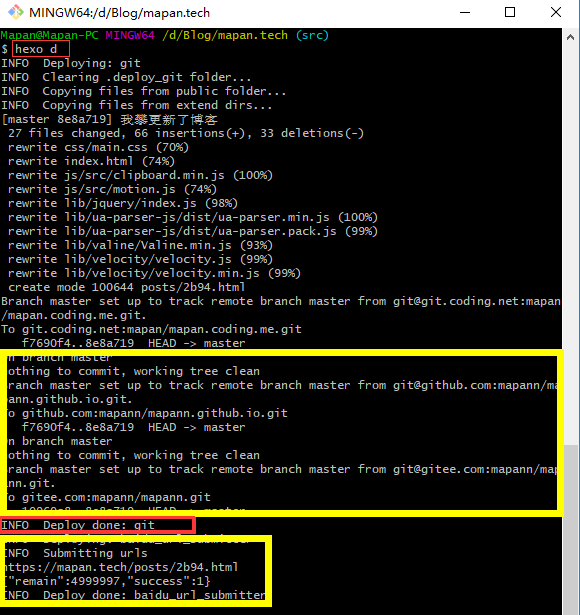 MINGW64:/d/Blog/mapan.tech
Mapan@Mapan-PC MINGW64 /d/Blog/mapan.tech (src)
$ hexo d
INFO  Deploying: git
INFO  Clearing .deploy_git folder...
INFO  Copying files from public folder...
INFO  Copying files from extend dirs...
[master 8e8a719] 我攀更新了博客
 27 files changed, 66 insertions(+), 33 deletions(-)
 rewrite css/main.css (70%)
 rewrite index.html (74%)
 rewrite js/src/clipboard.min.js (100%)
 rewrite js/src/motion.js (74%)
 rewrite lib/jquery/index.js (98%)
 rewrite lib/ua-parser-js/dist/ua-parser.min.js (100%)
 rewrite lib/ua-parser-js/dist/ua-parser.pack.js (99%)
 rewrite lib/valine/Valine.min.js (93%)
 rewrite lib/velocity/velocity.js (99%)
 rewrite lib/velocity/velocity.min.js (99%)
 create mode 100644 posts/2b94.html
Branch master set up to track remote branch master from git@git.coding.net:mapan
/mapan.coding.me.git.
To git.coding.net:mapan/mapan.coding.me.git
   f7690f4..8e8a719  HEAD -> master
n branch master
othing to commit, working tree clean
ranch master set up to track remote branch master from git@github.com:mapann/ma
ann.github.io.git.
o github.com:mapann/mapann.github.io.git
   f7690f4..8e8a719  HEAD -> master
n branch master
othing to commit, working tree clean
ranch master set up to track remote branch master from git@gitee.com:mapann/map
nn.git.
o gitee.com:mapann/mapann.git
HEAD -> master
INFO  Deploy done: git
baidu_url_submitter
NFO  Submitting urls
https://mapan.tech/posts/2b94.html
{"remain":4999997,"success":1}
NFO  Deploy done: baidu_url_submitter